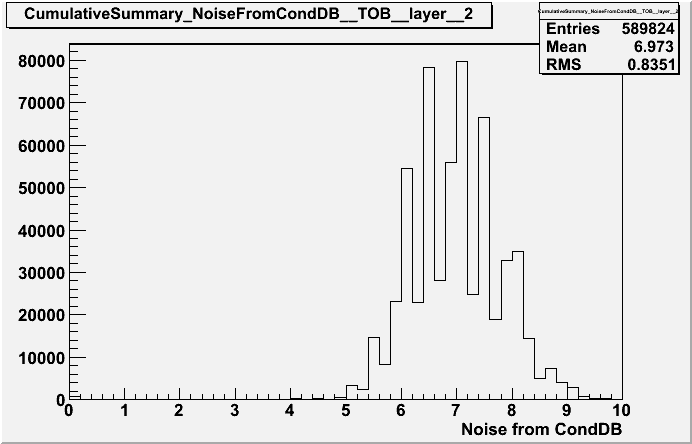 CumulativeSummary_NoiseFromCondDB__TOB__layer__2
CumulativeSummary_NoiseFromCondDB__TOB__layer__2
Entries 589824
Mean 6.973
RMS 0.8351
80000
70000
60000
50000
40000
30000
20000
10000
0
0 1 2 3 4 5 6 7 8 9 10
Noise from CondDB